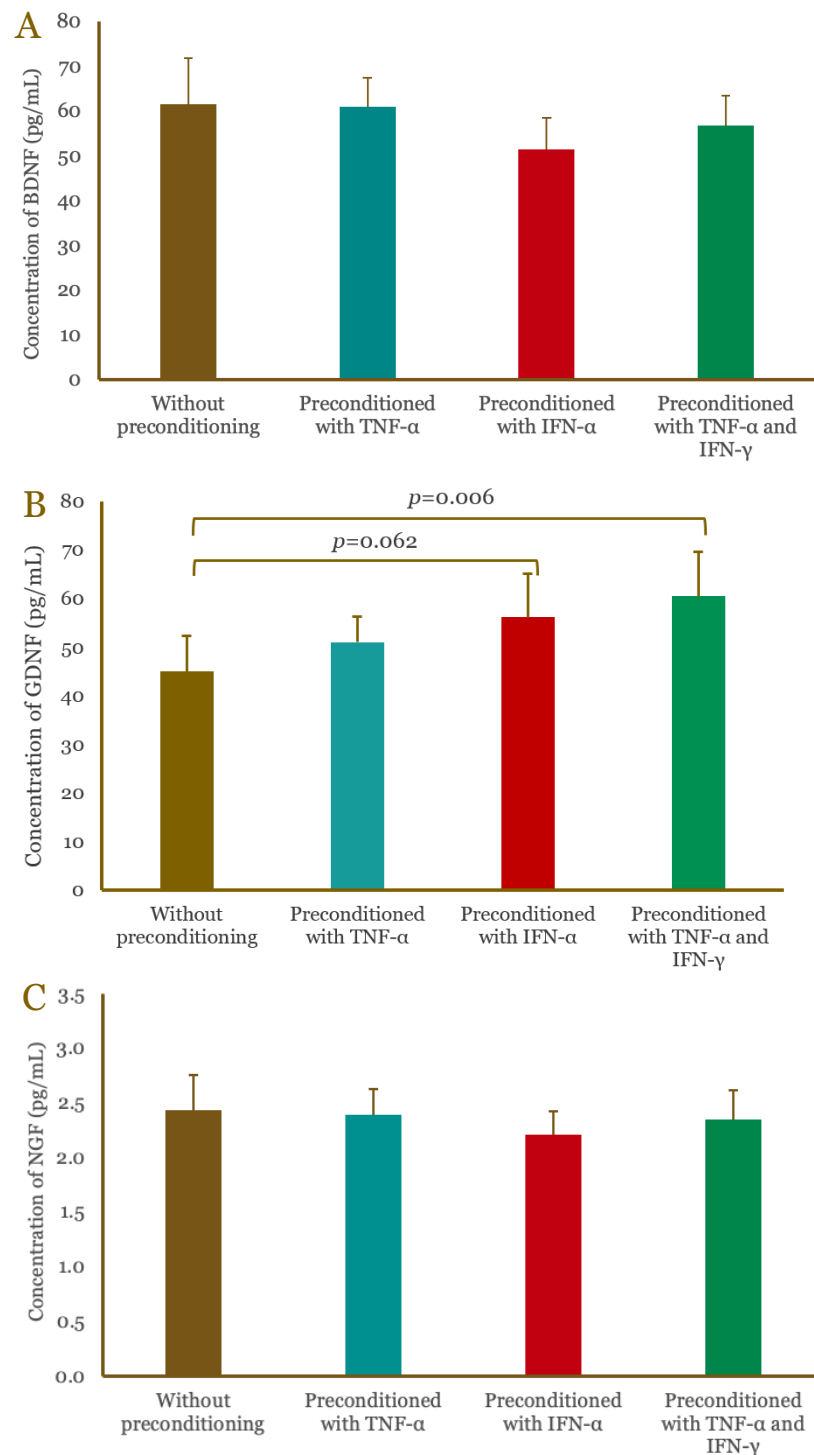 A
Concentration of BDNF (pg/mL)
80
70
60
50
40
30
20
10
0
Without
preconditioning
Preconditioned
with TNF-α
Preconditioned
with IFN-α
Preconditioned
with TNF-α and
IFN-γ
B
Concentration of GDNF (pg/mL)
80
70
60
50
40
30
20
10
0
p=0.006
p=0.062
Without
preconditioning
Preconditioned
with TNF-α
Preconditioned
with IFN-α
Preconditioned
with TNF-α and
IFN-γ
C
Concentration of NGF (pg/mL)
3.5
3.0
2.5
2.0
1.5
1.0
0.5
0.0
Without
preconditioning
Preconditioned
with TNF-α
Preconditioned
with IFN-α
Preconditioned
with TNF-α and
IFN-γ